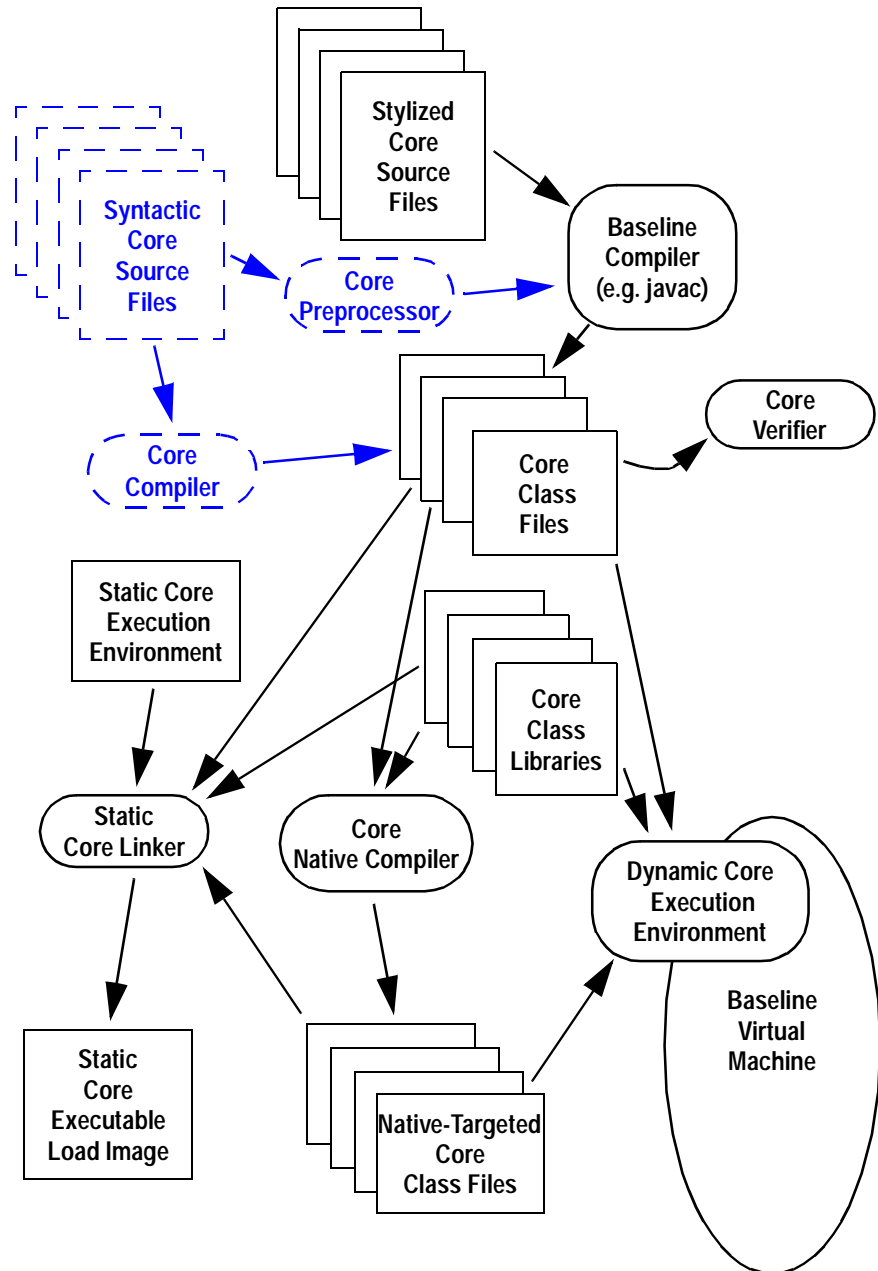 Stylized
Core
Source
Files
Syntactic
Core
Source
Files
Baseline
Compiler
(e.g. javac)
Core
Preprocessor
Core
Verifier
Core
Compiler
Core
Class
Files
Static Core
Execution
Environment
Core
Class
Libraries
Static
Core Linker
Core
Native Compiler
Dynamic Core
Execution
Environment
Baseline
Virtual
Machine
Static
Core
Executable
Load Image
Native-Targeted
Core
Class Files